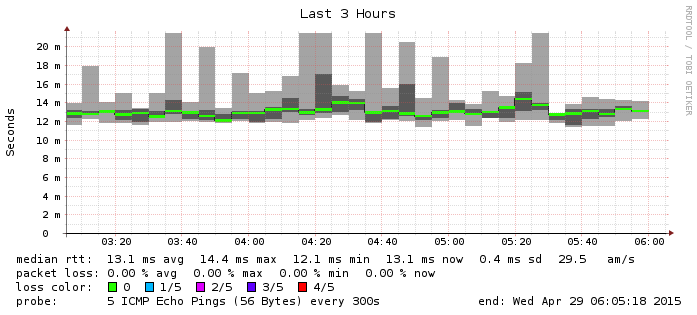 Last 3 Hours
RRDTOOL / TOBI OETIKER
Seconds
20 m
18 m
16 m
14 m
12 m
10 m
8 m
6 m
4 m
2 m
0
03:20 03:40 04:00 04:20 04:40 05:00 05:20 05:40 06:00
median rtt: 13.1 ms avg 14.4 ms max 12.1 ms min 13.1 ms now 0.4 ms sd 29.5 am/s
packet loss: 0.00 % avg 0.00 % max 0.00 % min 0.00 % now
loss color: 0 1/5 2/5 3/5 4/5
probe: 5 ICMP Echo Pings (56 Bytes) every 300s end: Wed Apr 29 06:05:18 2015